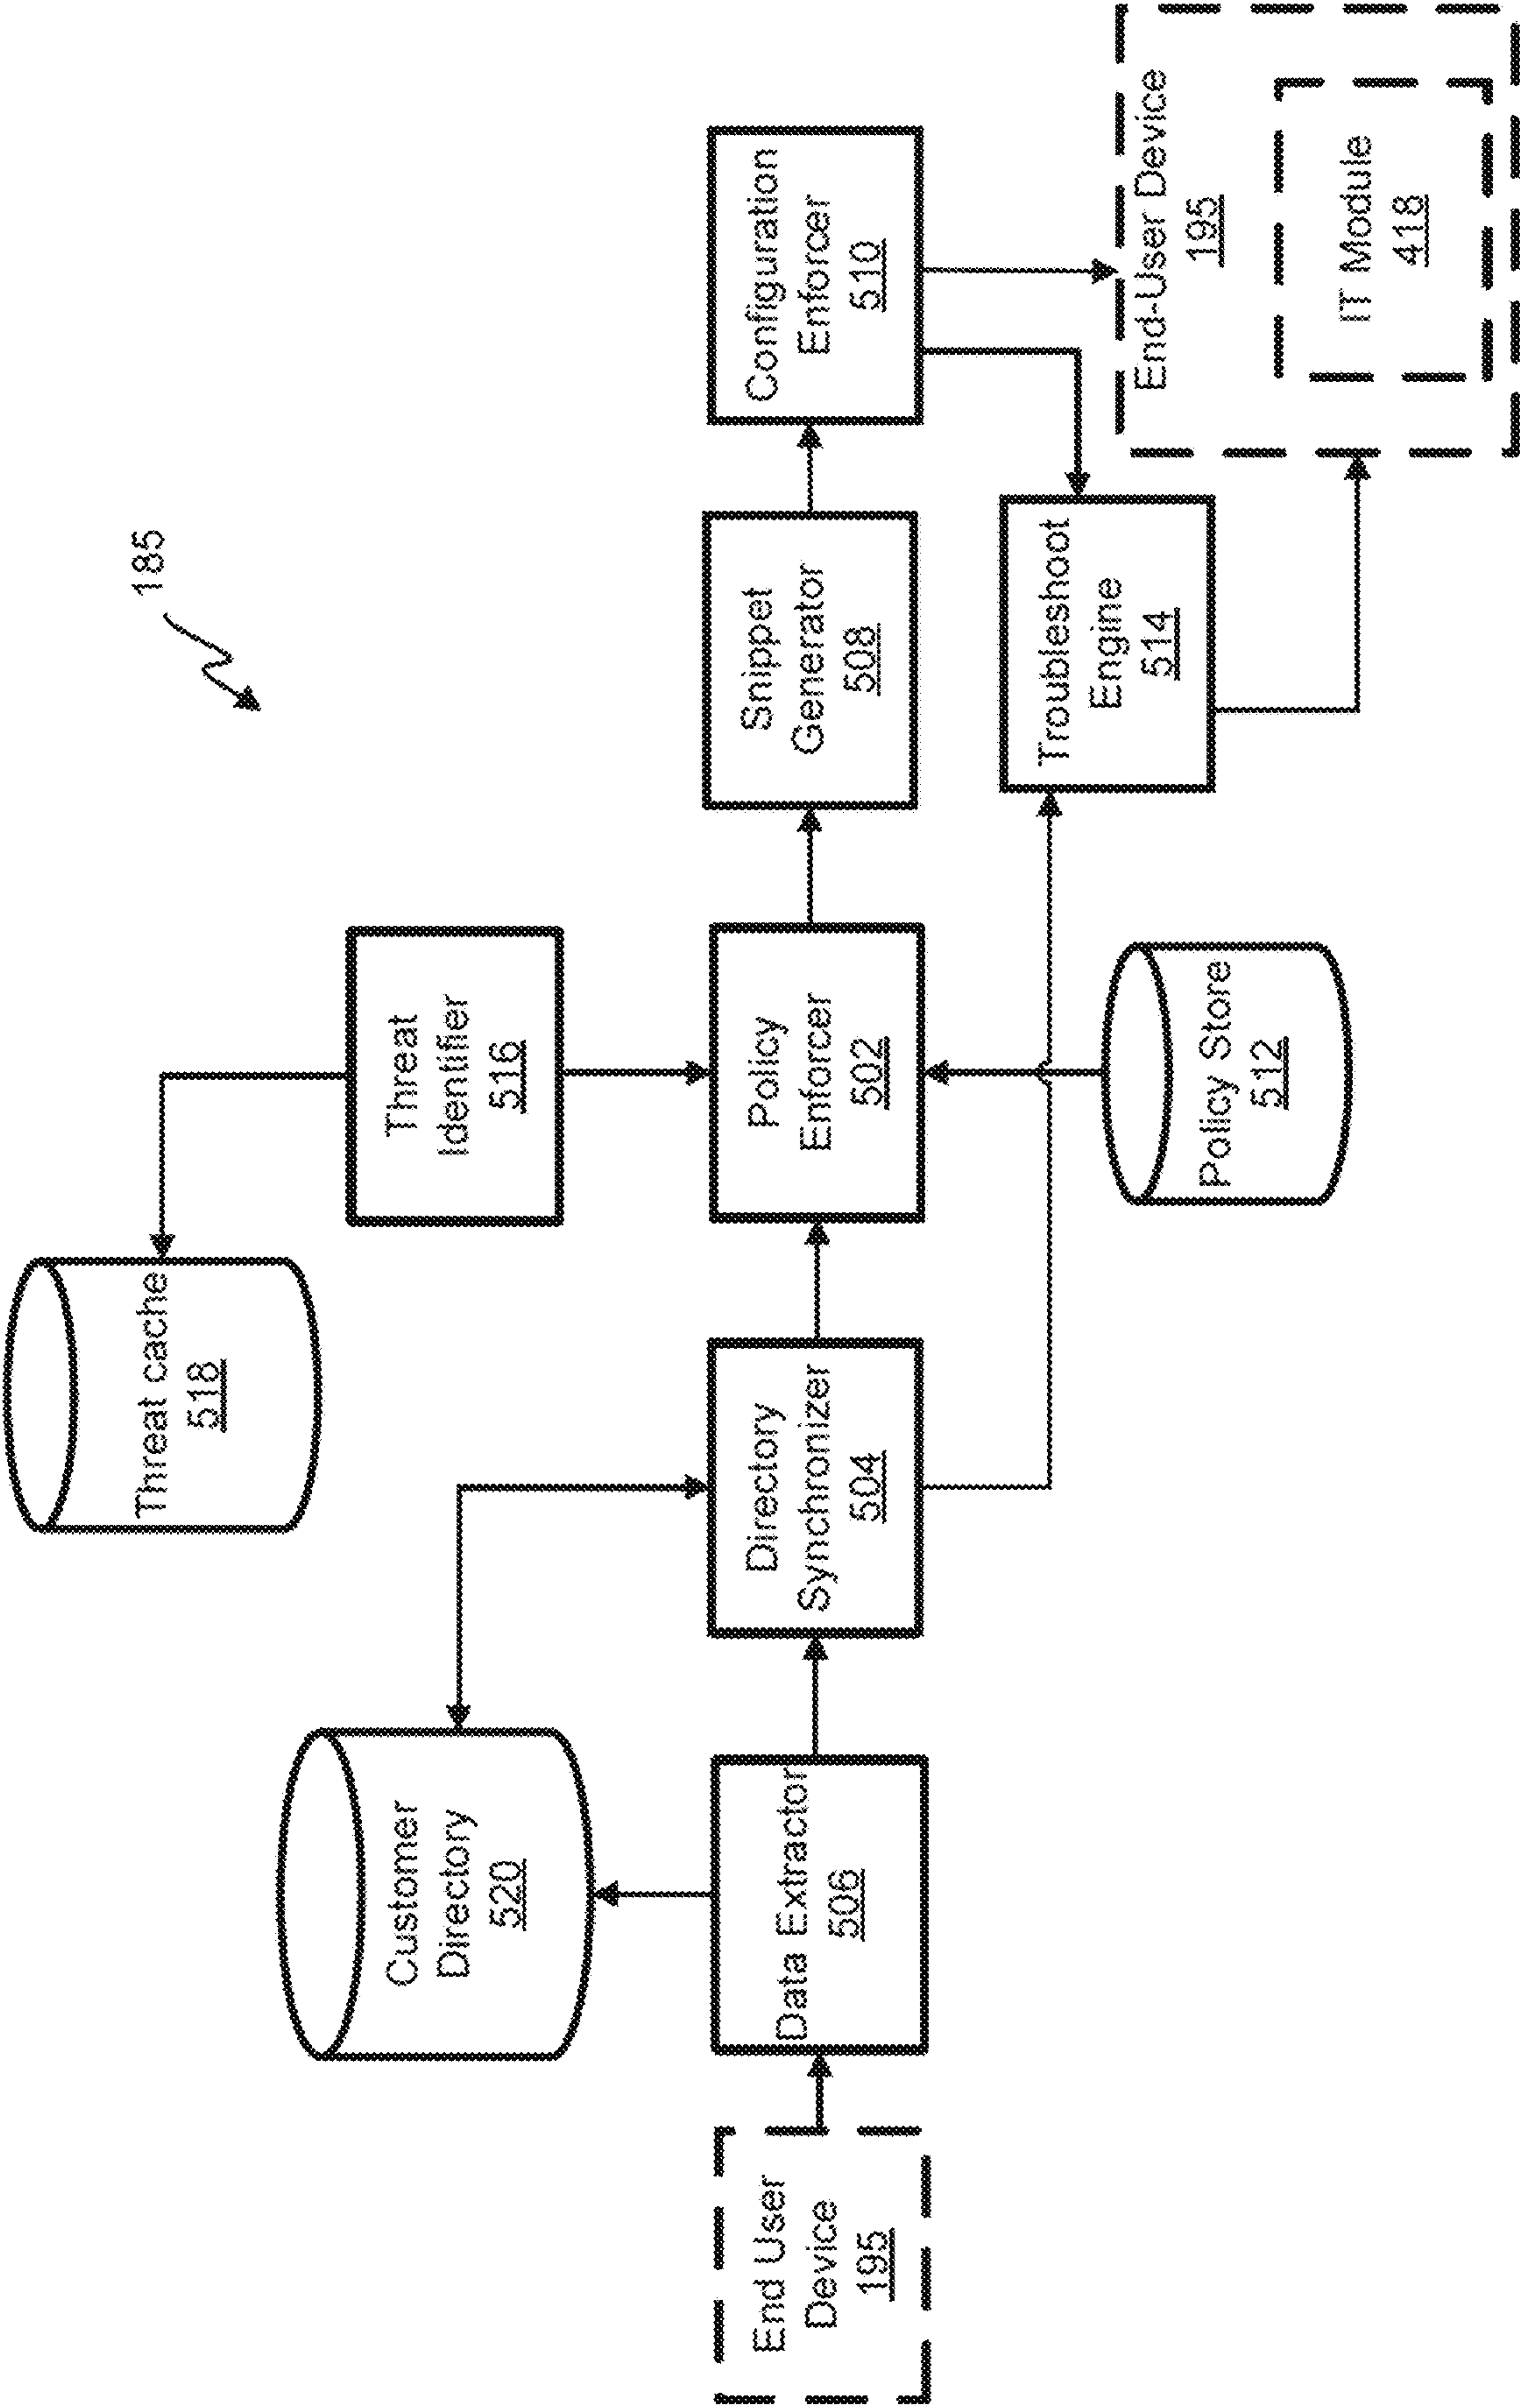 185
Threat cache
518
Customer
Directory
520
Threat
Identifier
516
End User
Device
195
Data Extractor
506
Directory
Synchronizer
504
Policy
Enforcer
502
Snippet
Generator
508
Configuration
Enforcer
510
Policy Store
512
Troubleshoot
Engine
514
End-User Device
195
IT Module
418